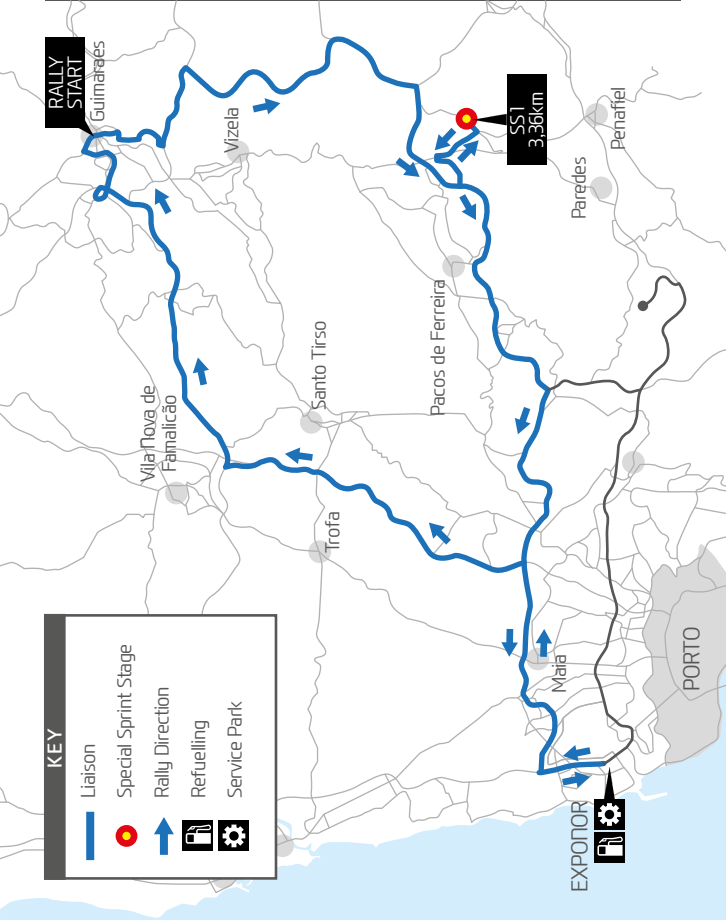 KEY
Liaison
Special Sprint Stage
Rally Direction
Refuelling
Service Park
RALLY
START
Guimaraes
Vizela
SS1
3,36km
Penafiel
Paredes
Pacos de Ferreira
Santo Tirso
Vila Nova de
Famalicão
Trofa
Maia
PORTO
EXPONOR